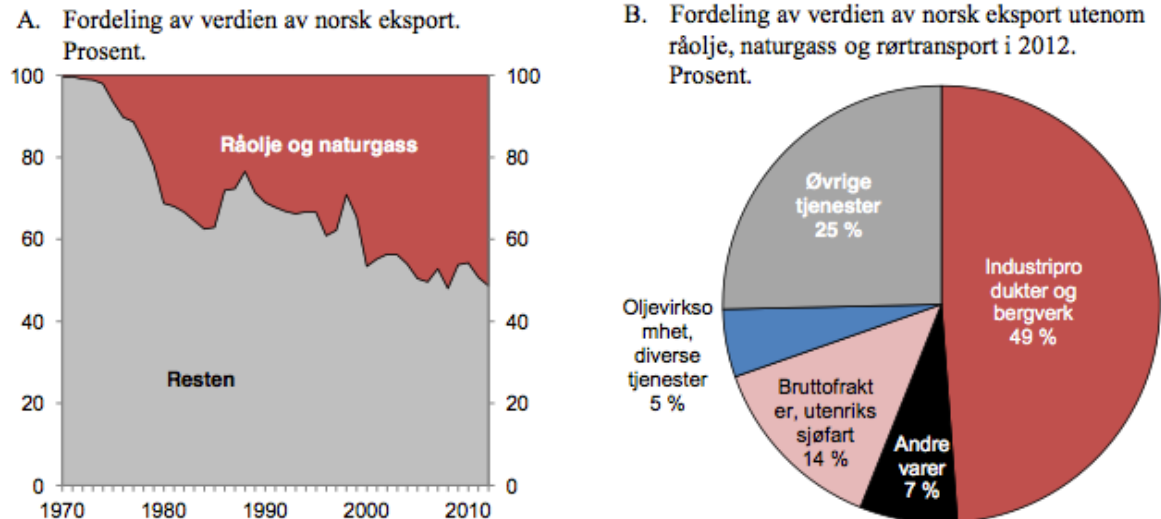 A. Fordeling av verdien av norsk eksport.
Prosent.
100
80
60
40
20
0
100
80
60
40
20
0
Råolje og naturgass
Resten
1970
1980
1990
2000
2010
B. Fordeling av verdien av norsk eksport utenom
råolje, naturgass og rørtransport i 2012.
Prosent.
Øvrige
tjenester
25 %
Industripro
dukter og
bergverk
49 %
Oljevirkso
mhet,
diverse
tjenester
5 %
Bruttofrakt
er, utenriks
sjøfart
14 %
Andre
varer
7 %